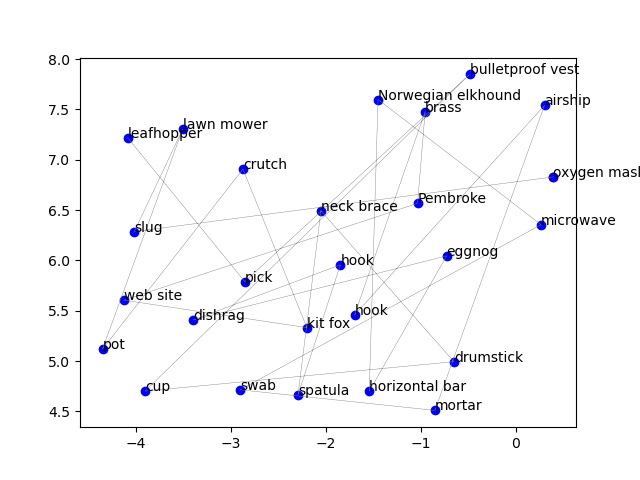 8.0
7.5
7.0
6.5
6.0
5.5
5.0
4.5
−4
−3
−2
−1
0
bulletproof vest
Norwegian elkhound
airship
brass
lawn mower
leafhopper
crutch
oxygen mask
Pembroke
neck brace
microwave
slug
eggnog
hook
pick
web site
hook
dishrag
kit fox
pot
drumstick
cup
swab
spatula
horizontal bar
mortar